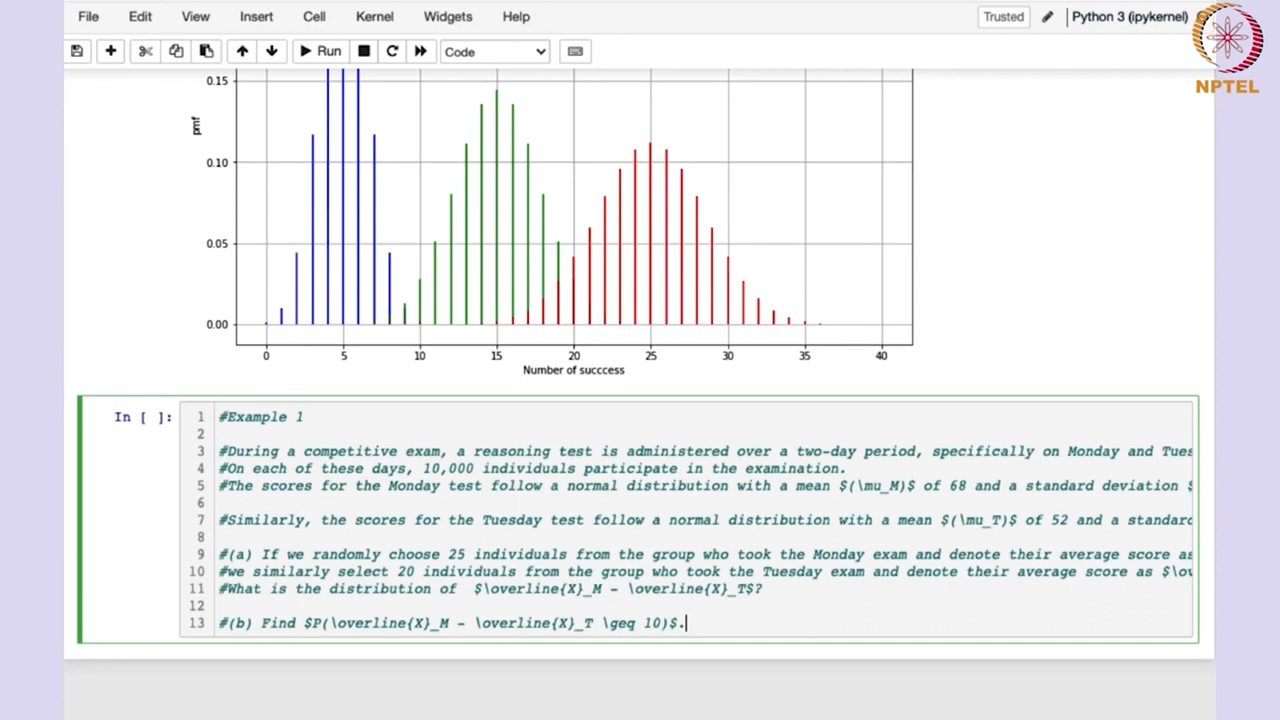 File Edit View Insert Cell Kernel Widgets Help Trusted Python 3 (ipykernel)
NPTEL
Run Code
0.15
pmf
0.10
0.05
0.00
0 5 10 15 20 25 30 35 40
Number of succcess
In [ ]:
1 #Example 1
2
3 #During a competitive exam, a reasoning test is administered over a two-day period, specifically on Monday and Tues
4 #On each of these days, 10,000 individuals participate in the examination.
5 #The scores for the Monday test follow a normal distribution with a mean $(\mu_M)$ of 68 and a standard deviation $
6
7 #Similarly, the scores for the Tuesday test follow a normal distribution with a mean $(\mu_T)$ of 52 and a standard
8
9 #(a) If we randomly choose 25 individuals from the group who took the Monday exam and denote their average score as
10 #we similarly select 20 individuals from the group who took the Tuesday exam and denote their average score as $\ov
11 #What is the distribution of $\overline{X}_M - \overline{X}_T$?
12
13 #(b) Find $P(\overline{X}_M - \overline{X}_T \geq 10)$.